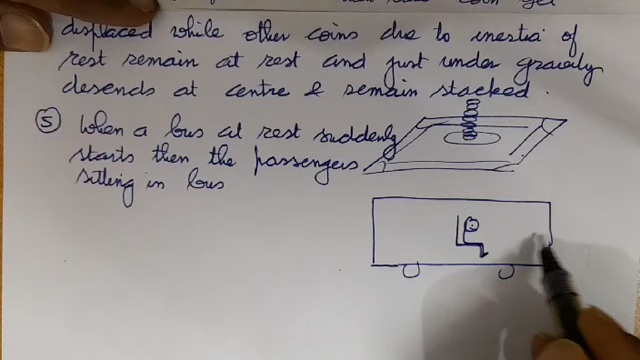 displaced while other coins due to inertia of
rest remain at rest and just under gravity
desends at centre & remain stacked.
(5) When a bus at rest suddenly
starts then the passengers
sitting in bus